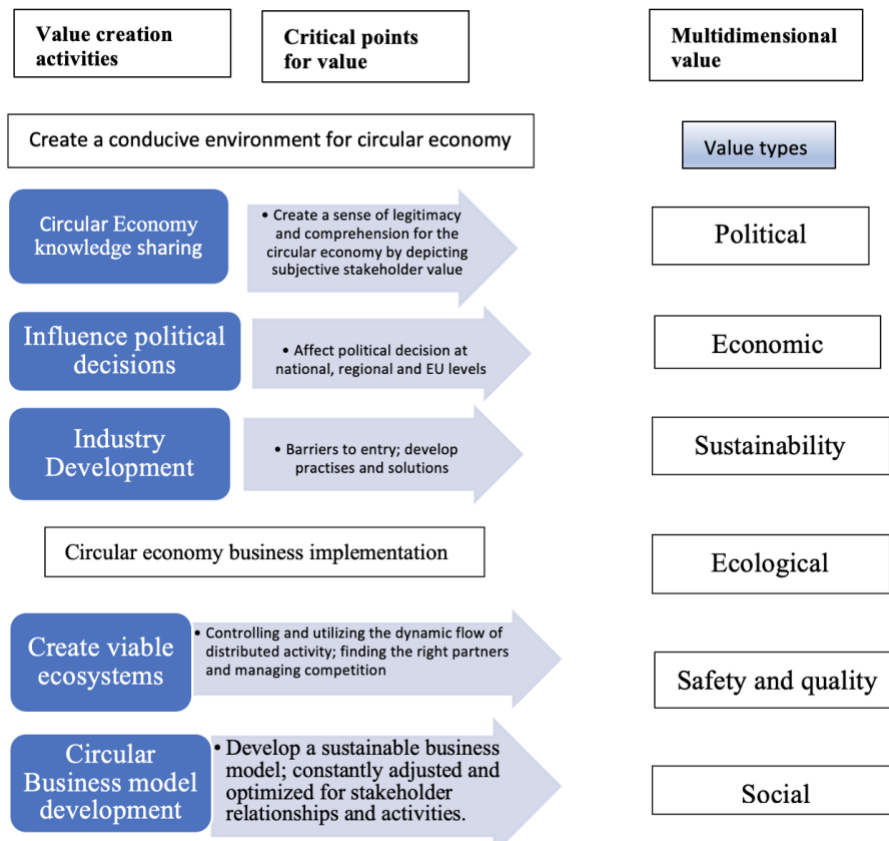 Value creation
activities
Critical points
for value
Multidimensional
value
Create a conducive environment for circular economy
Value types
Circular Economy
knowledge sharing
• Create a sense of legitimacy
and comprehension for the
circular economy by depicting
subjective stakeholder value
Political
Influence political
decisions
• Affect political decision at
national, regional and EU levels
Economic
Industry
Development
• Barriers to entry; develop
practises and solutions
Sustainability
Circular economy business implementation
Ecological
Create viable
ecosystems
• Controlling and utilizing the dynamic flow of
distributed activity; finding the right partners
and managing competition
Safety and quality
Circular
Business model
development
• Develop a sustainable business
model; constantly adjusted and
optimized for stakeholder
relationships and activities.
Social